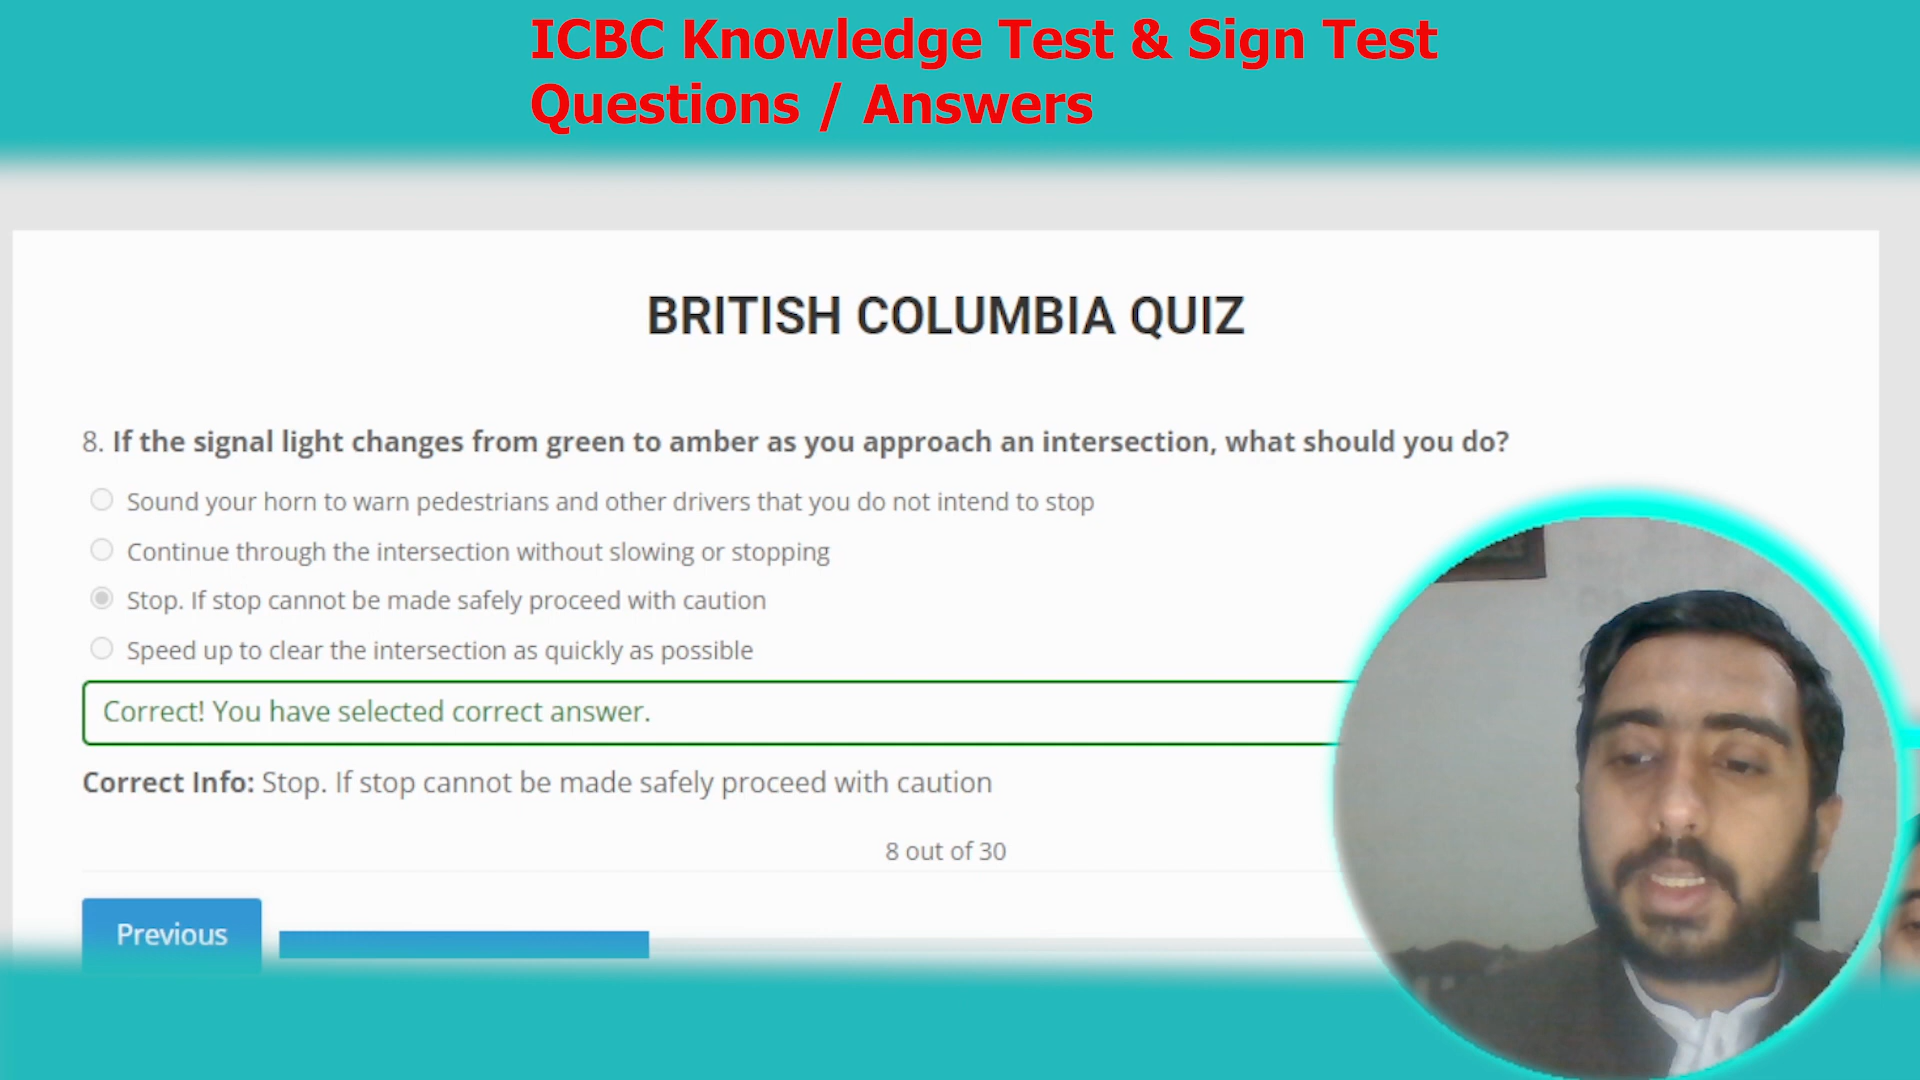 ICBC Knowledge Test & Sign Test
Questions / Answers
BRITISH COLUMBIA QUIZ
8. If the signal light changes from green to amber as you approach an intersection, what should you do?
Sound your horn to warn pedestrians and other drivers that you do not intend to stop
Continue through the intersection without slowing or stopping
Stop. If stop cannot be made safely proceed with caution
Speed up to clear the intersection as quickly as possible
Correct! You have selected correct answer.
Correct Info: Stop. If stop cannot be made safely proceed with caution
8 out of 30
Previous